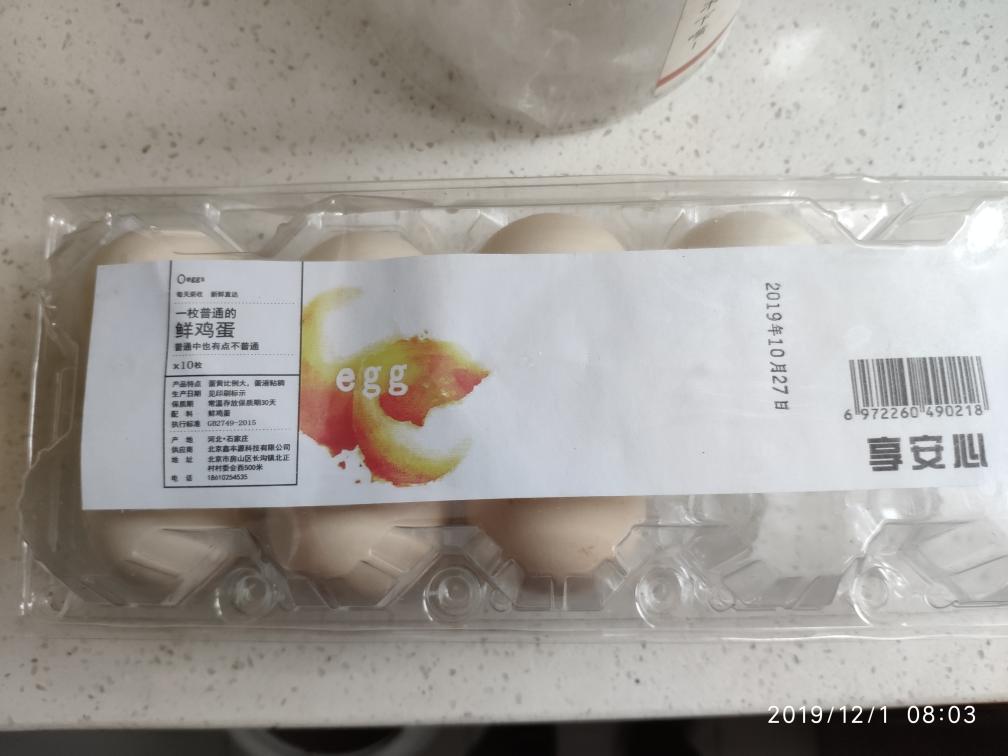 0eggs
每天采收 新鲜直达
一枚普通的
鲜鸡蛋
普通中也有点不普通
x10枚
产品特点 蛋黄比例大，蛋液粘稠
生产日期 见印刷标示
保质期 常温存放保质期30天
配 料 鲜鸡蛋
执行标准 GB2749-2015
产 地 河北·石家庄
供应商 北京鑫丰源科技有限公司
地 址 北京市房山区长沟镇北正
村村委会西500米
电 话 18610254535
egg
2019年10月27日
6 972260 490218
享安心
2019/12/1 08:03